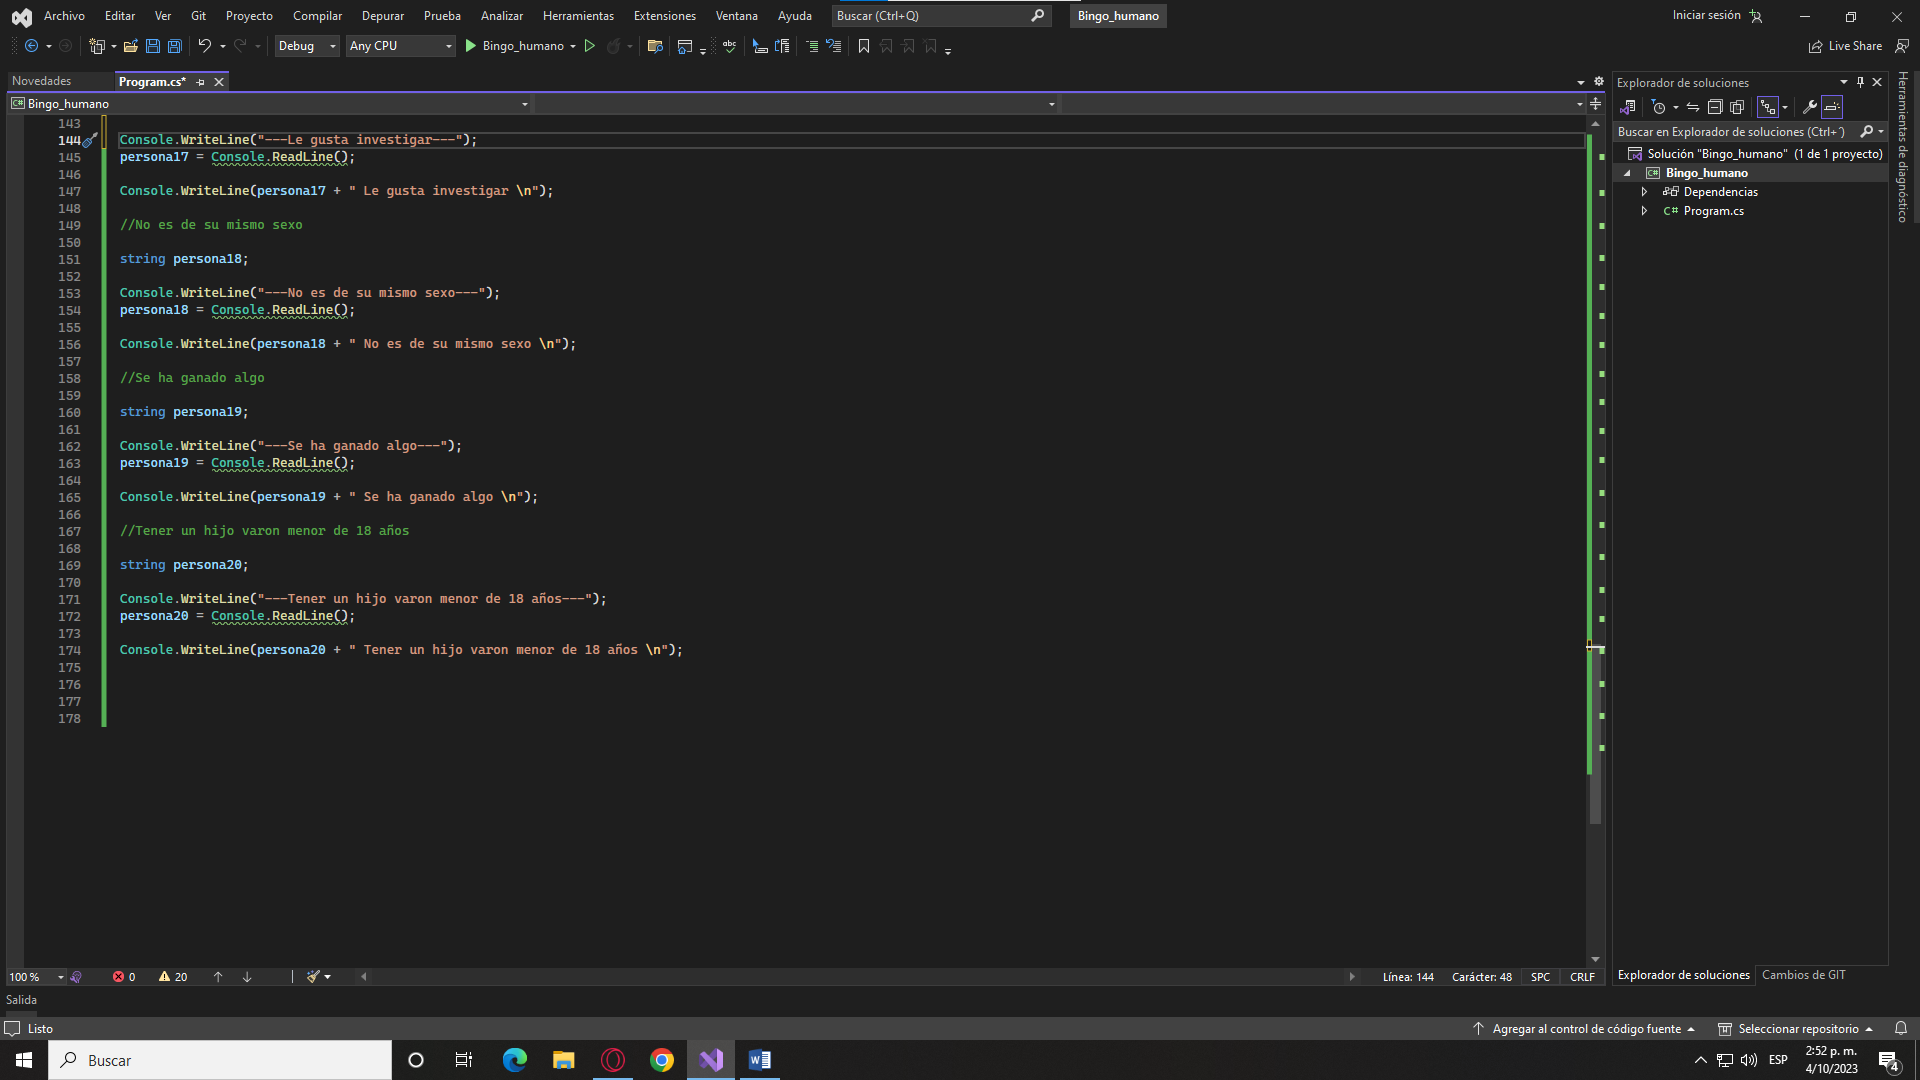 Archivo Editar Ver Git Proyecto Compilar Depurar Prueba Analizar Herramientas Extensiones Ventana Ayuda Buscar (Ctrl+Q) Bingo_humano Iniciar sesión
Debug Any CPU Bingo_humano Live Share
Novedades Program.cs*
Bingo_humano
143
144 Console.WriteLine("---Le gusta investigar---");
145 persona17 = Console.ReadLine();
146
147 Console.WriteLine(persona17 + " Le gusta investigar \n");
148
149 //No es de su mismo sexo
150
151 string persona18;
152
153 Console.WriteLine("---No es de su mismo sexo---");
154 persona18 = Console.ReadLine();
155
156 Console.WriteLine(persona18 + " No es de su mismo sexo \n");
157
158 //Se ha ganado algo
159
160 string persona19;
161
162 Console.WriteLine("---Se ha ganado algo---");
163 persona19 = Console.ReadLine();
164
165 Console.WriteLine(persona19 + " Se ha ganado algo \n");
166
167 //Tener un hijo varon menor de 18 años
168
169 string persona20;
170
171 Console.WriteLine("---Tener un hijo varon menor de 18 años---");
172 persona20 = Console.ReadLine();
173
174 Console.WriteLine(persona20 + " Tener un hijo varon menor de 18 años \n");
175
176
177
178
100 % 0 20 Línea: 144 Carácter: 48 SPC CRLF
Explorador de soluciones
Buscar en Explorador de soluciones (Ctrl+´)
Solución "Bingo_humano" (1 de 1 proyecto)
C# Bingo_humano
Dependencias
C# Program.cs
Explorador de soluciones Cambios de GIT
Herramientas de diagnóstico
Salida
Listo Agregar al control de código fuente Seleccionar repositorio
Buscar ESP 2:52 p. m.
4/10/2023 4